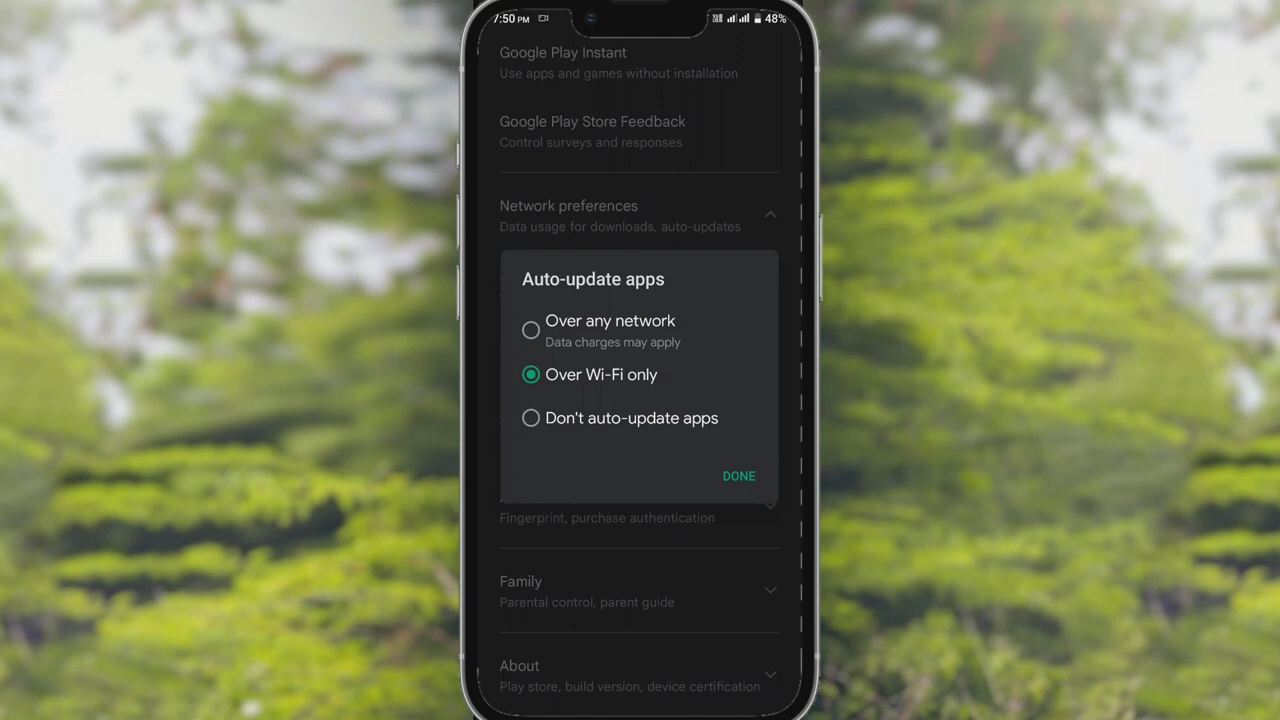 7:50 PM 48%
Google Play Instant
Use apps and games without installation
Google Play Store Feedback
Control surveys and responses
Network preferences
Data usage for downloads, auto-updates
Auto-update apps
Over any network
Data charges may apply
Over Wi-Fi only
Don't auto-update apps
DONE
Fingerprint, purchase authentication
Family
Parental control, parent guide
About
Play store, build version, device certification